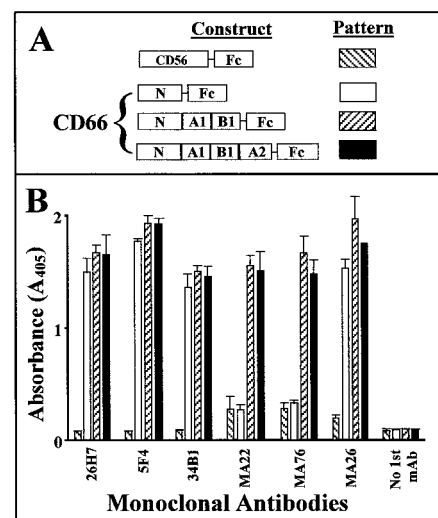 A
Construct Pattern
CD56 Fc
N Fc
CD66
N A1 B1 Fc
N A1 B1 A2 Fc
B
Absorbance (A405)
2
1
0
26H7
5F4
34B1
MA22
MA76
MA26
No 1st
mAb
Monoclonal Antibodies